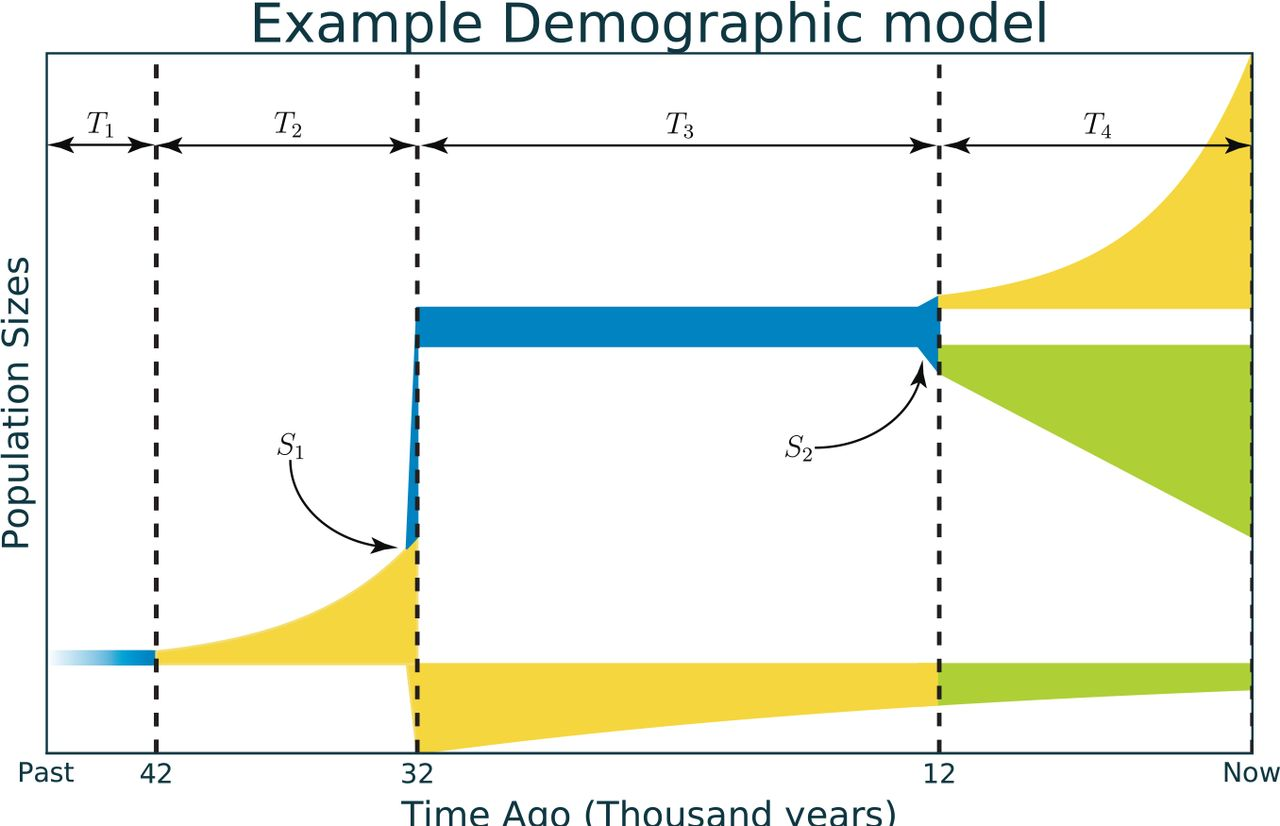 Example Demographic model
T1 T2 T3 T4
Population Sizes
S1
S2
Past 42 32 12 Now
Time Ago (Thousand years)